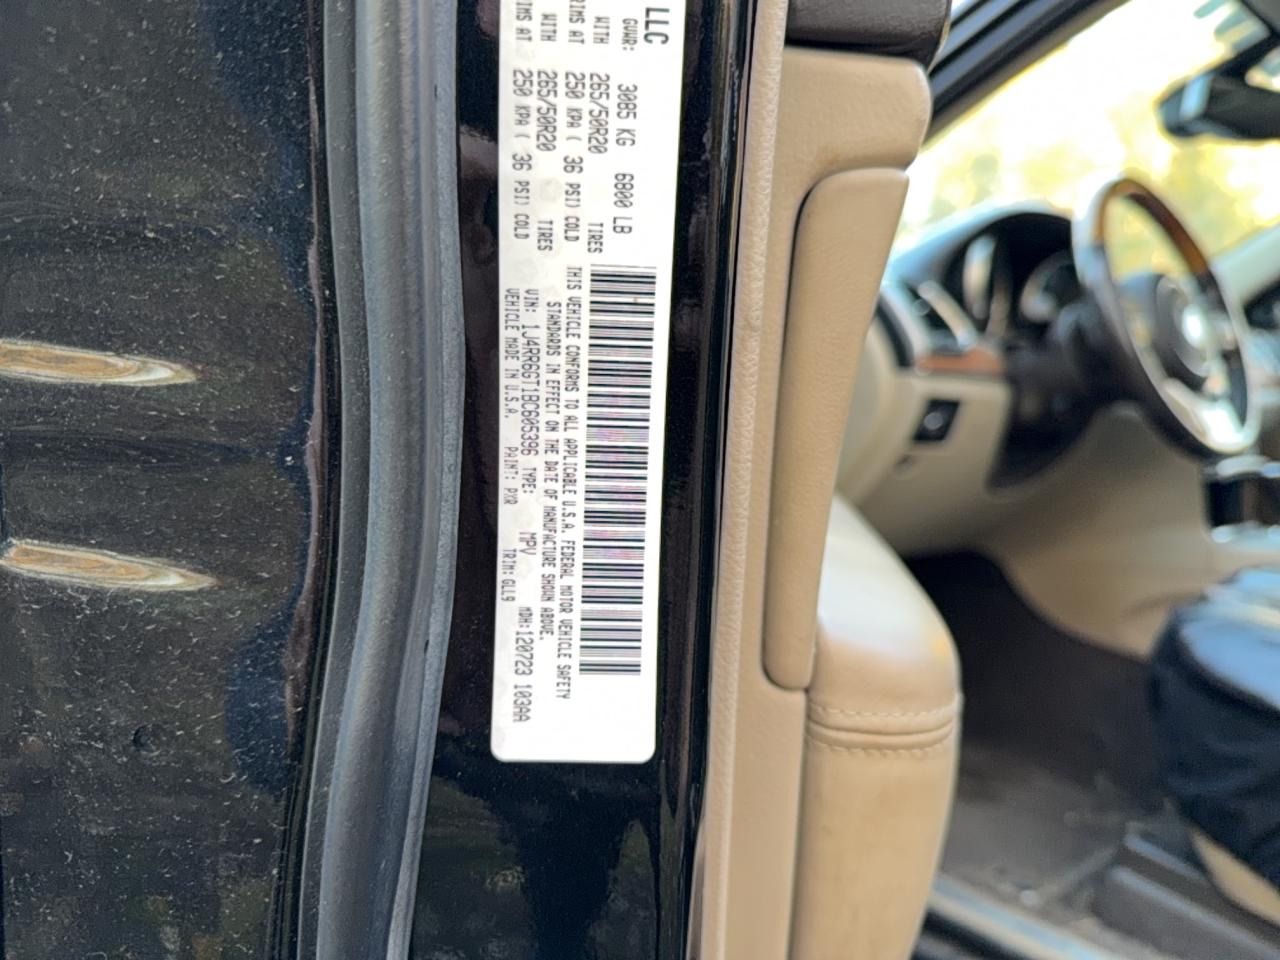 LLC
GVWR: 3085 KG 6800 LB
WITH 265/50R20 TIRES
RIMS AT 250 KPA ( 36 PSI) COLD
WITH 265/50R20 TIRES
RIMS AT 250 KPA ( 36 PSI) COLD
THIS VEHICLE CONFORMS TO ALL APPLICABLE U.S.A. FEDERAL MOTOR VEHICLE SAFETY
STANDARDS IN EFFECT ON THE DATE OF MANUFACTURE SHOWN ABOVE.
VIN: 1J4RR6GT1BC605396 TYPE: MPV MDH:120723 103AA
VEHICLE MADE IN U.S.A. PAINT: PXR TRIM: GLL9